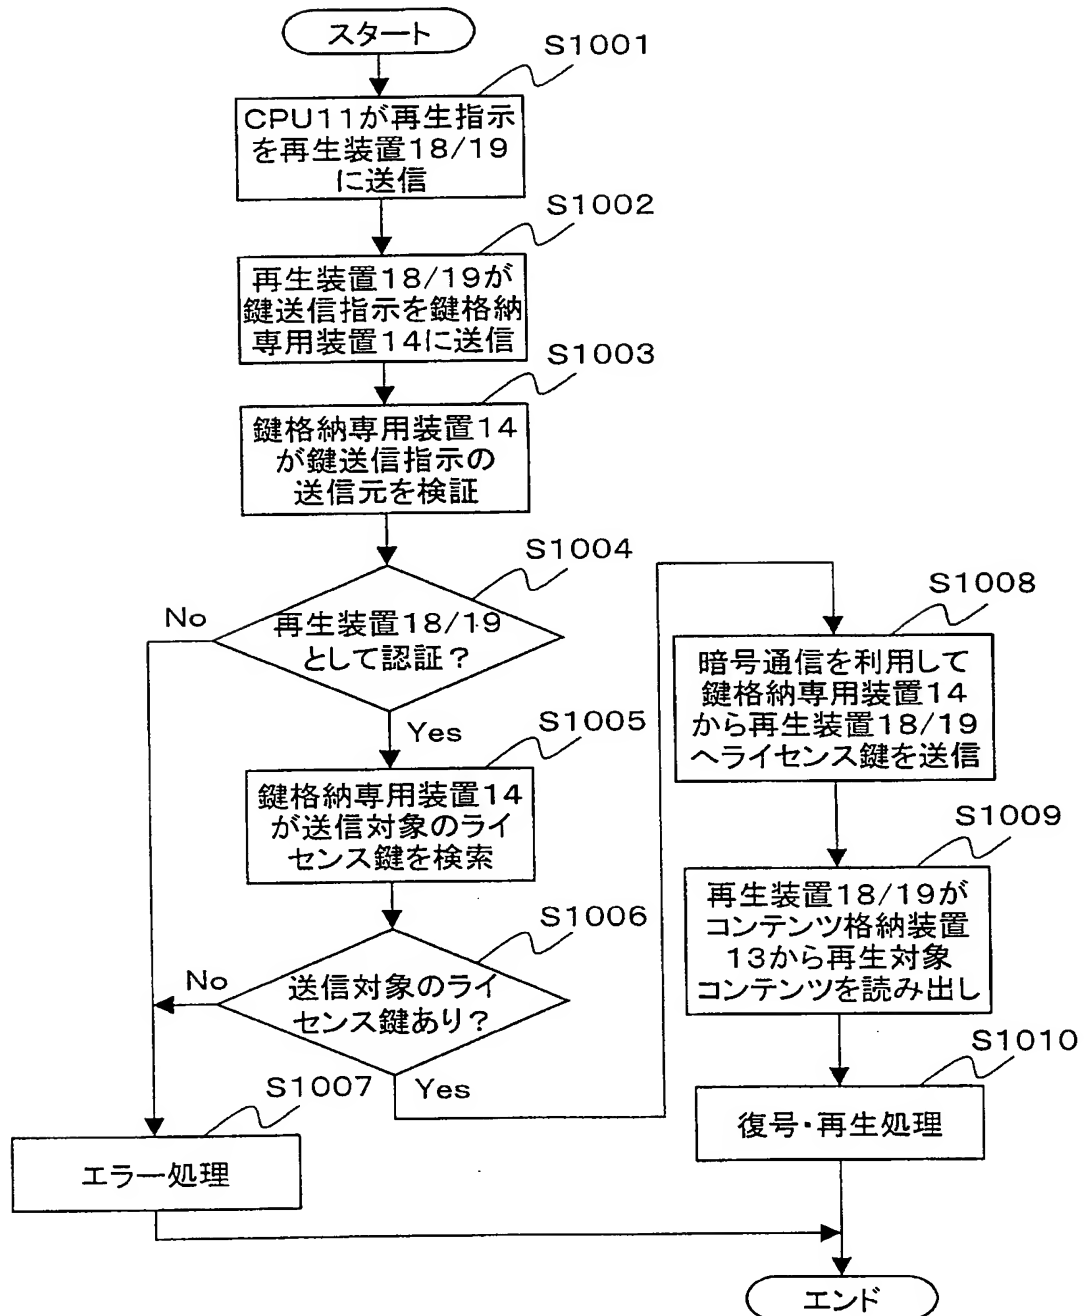 スタート
S1001
CPU11が再生指示
を再生装置18/19
に送信
S1002
再生装置18/19が
鍵送信指示を鍵格納
専用装置14に送信
S1003
鍵格納専用装置14
が鍵送信指示の
送信元を検証
S1004
No
再生装置18/19
として認証？
Yes
S1005
鍵格納専用装置14
が送信対象のライ
センス鍵を検索
S1006
No
送信対象のライ
センス鍵あり？
Yes
S1007
エラー処理
S1008
暗号通信を利用して
鍵格納専用装置14
から再生装置18/19
へライセンス鍵を送信
S1009
再生装置18/19が
コンテンツ格納装置
13から再生対象
コンテンツを読み出し
S1010
復号・再生処理
エンド